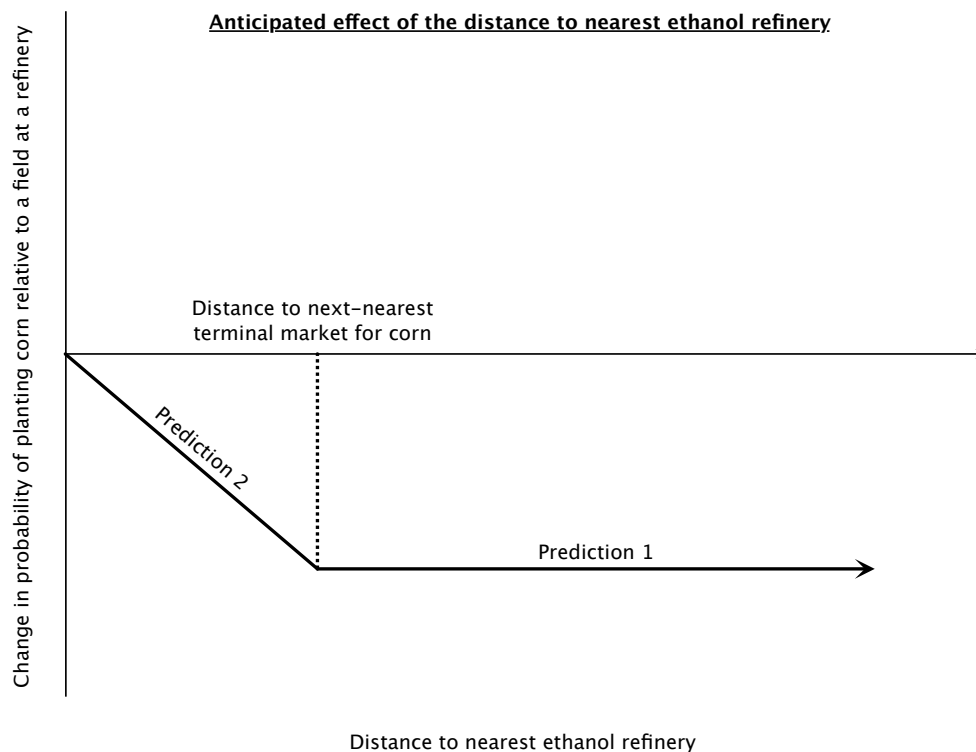 Anticipated effect of the distance to nearest ethanol refinery
Change in probability of planting corn relative to a field at a refinery
Distance to next−nearest
terminal market for corn
Prediction 2
Prediction 1
Distance to nearest ethanol refinery